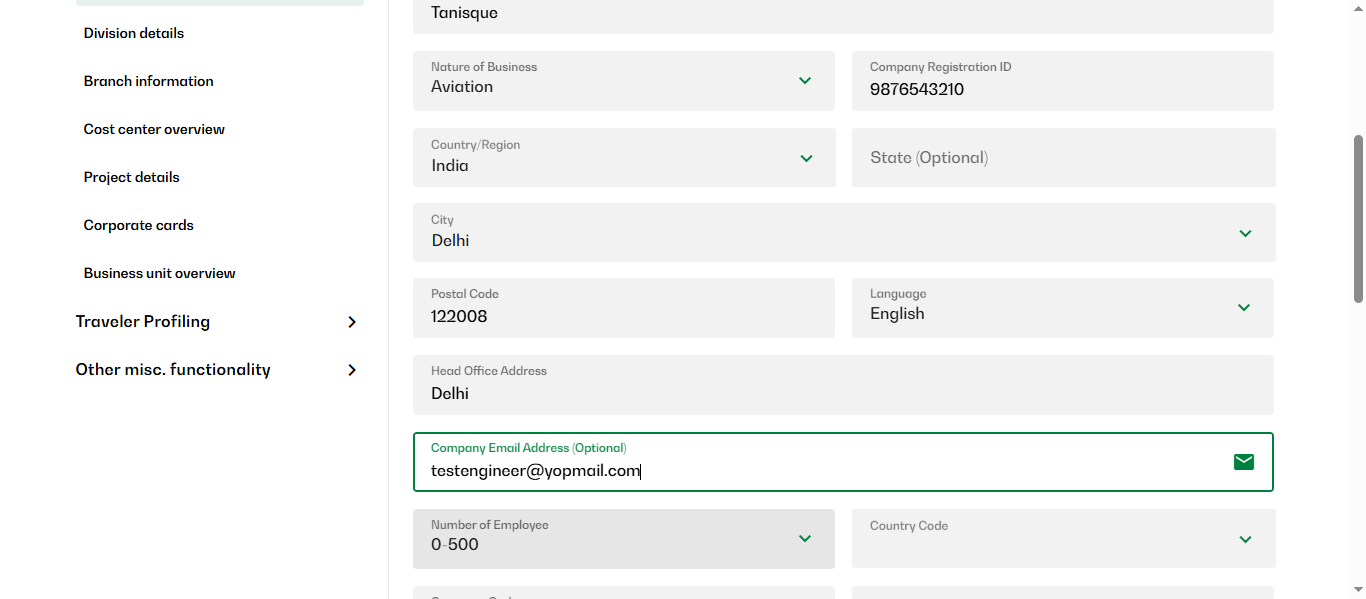 Division details
Branch information
Cost center overview
Project details
Corporate cards
Business unit overview
Traveler Profiling
Other misc. functionality
Tanisque
Nature of Business
Aviation
Company Registration ID
9876543210
Country/Region
India
State (Optional)
City
Delhi
Postal Code
122008
Language
English
Head Office Address
Delhi
Company Email Address (Optional)
testengineer@yopmail.com
Number of Employee
0-500
Country Code